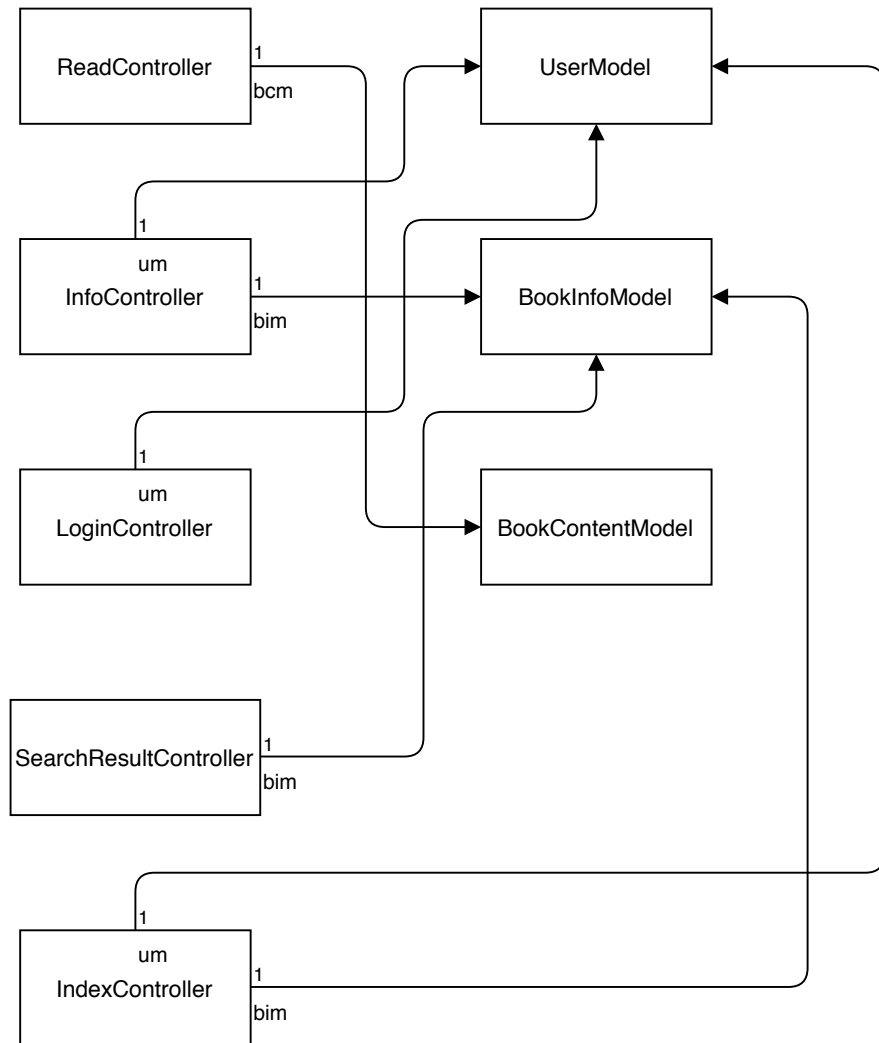 1
ReadController
bcm
UserModel
1
um
InfoController
1
bim
BookInfoModel
1
um
LoginController
BookContentModel
1
SearchResultController
bim
1
um
IndexController
1
bim